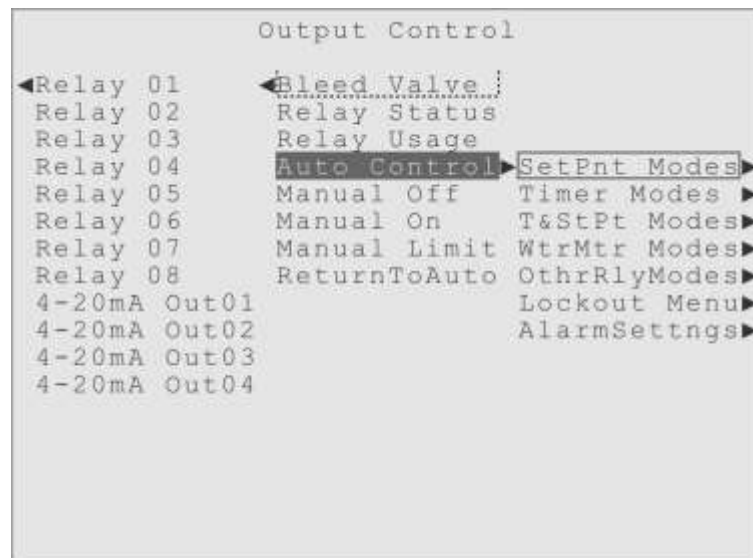 Output Control
◄Relay 01 ◄Bleed Valve
Relay 02 Relay Status
Relay 03 Relay Usage
Relay 04 Auto Control► SetPnt Modes►
Relay 05 Manual Off Timer Modes ►
Relay 06 Manual On T&StPt Modes►
Relay 07 Manual Limit WtrMtr Modes►
Relay 08 ReturnToAuto OthrRlyModes►
4-20mA Out01 Lockout Menu►
4-20mA Out02 AlarmSettngs►
4-20mA Out03
4-20mA Out04